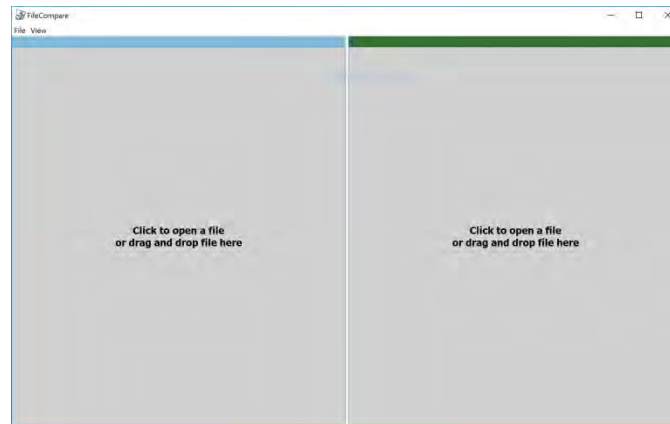 FileCompare
File View
Click to open a file
or drag and drop file here
Click to open a file
or drag and drop file here